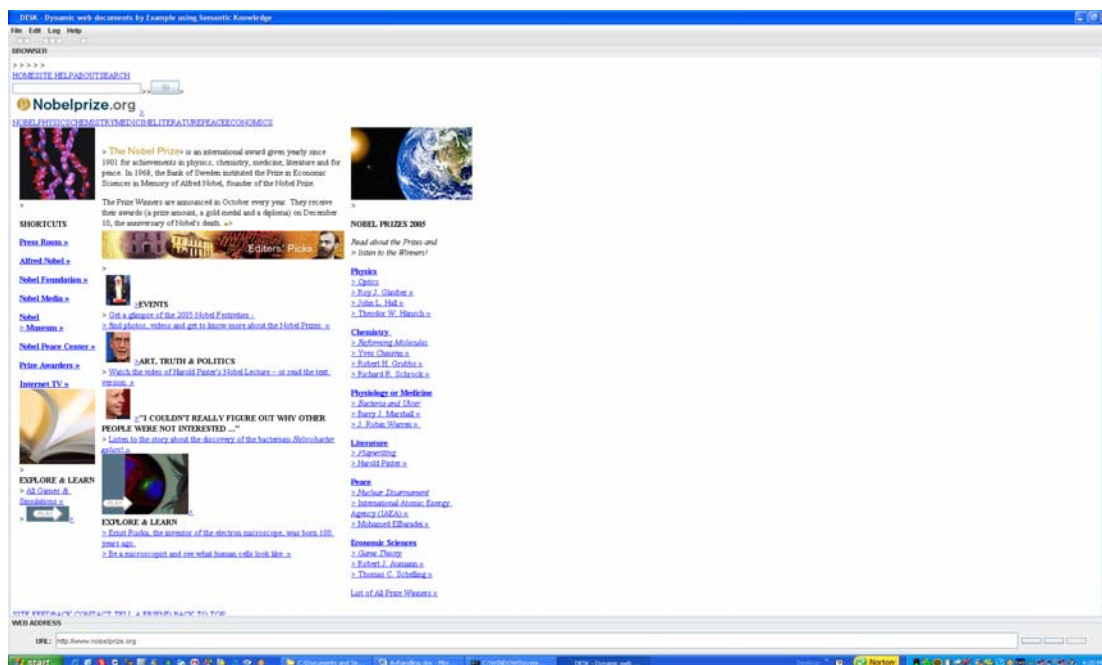 DESK - Dynamic web documents by Example using Semantic Knowledge
File Edit Log Help
BROWSER
> > > > >
HOMESITE HELPABOUTSEARCH
>> >
Nobelprize.org >
NOBELPHYSICSCHEMISTRYMEDICINELITERATUREPEACEECONOMICS
>
SHORTCUTS
Press Room »
Alfred Nobel »
Nobel Foundation »
Nobel Media »
Nobel
> Museum »
Nobel Peace Center »
Prize Awarders »
Internet TV »
>
EXPLORE & LEARN
> All Games &
Simulations »
> PLAY >
> The Nobel Prize> is an international award given yearly since
1901 for achievements in physics, chemistry, medicine, literature and for
peace. In 1968, the Bank of Sweden instituted the Prize in Economic
Sciences in Memory of Alfred Nobel, founder of the Nobel Prize.
The Prize Winners are announced in October every year. They receive
their awards (a prize amount, a gold medal and a diploma) on December
10, the anniversary of Nobel's death. »>
Editors' Picks
>
>EVENTS
> Get a glimpse of the 2005 Nobel Festivities -
> find photos, videos and get to know more about the Nobel Prizes. »
>ART, TRUTH & POLITICS
> Watch the video of Harold Pinter's Nobel Lecture – or read the text
version. »
>"I COULDN'T REALLY FIGURE OUT WHY OTHER
PEOPLE WERE NOT INTERESTED ..."
> Listen to the story about the discovery of the bacterium Helicobacter
pylori! »
PLAY >
EXPLORE & LEARN
> Ernst Ruska, the inventor of the electron microscope, was born 100
years ago.
> Be a microscopist and see what human cells look like. »
>
NOBEL PRIZES 2005
Read about the Prizes and
> listen to the Winners!
Physics
> Optics
> Roy J. Glauber »
> John L. Hall »
> Theodor W. Hänsch »
Chemistry
> Reforming Molecules
> Yves Chauvin »
> Robert H. Grubbs »
> Richard R. Schrock »
Physiology or Medicine
> Bacteria and Ulcer
> Barry J. Marshall »
> J. Robin Warren »
Literature
> Playwriting
> Harold Pinter »
Peace
> Nuclear Disarmament
> International Atomic Energy
Agency (IAEA) »
> Mohamed ElBaradei »
Economic Sciences
> Game Theory
> Robert J. Aumann »
> Thomas C. Schelling »
List of All Prize Winners »
SITE FEEDBACK CONTACT TELL A FRIEND BACK TO TOP
WEB ADDRESS
URL: http://www.nobelprize.org
start C:\Documents and Se... DESK - Dynamic web ... Norton